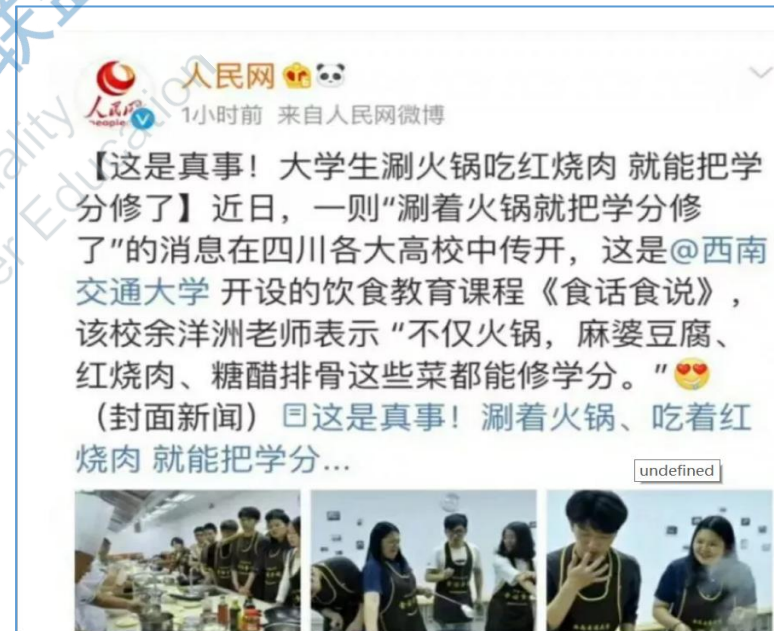 人民网
1小时前 来自人民网微博
【这是真事！大学生涮火锅吃红烧肉 就能把学
分修了】近日，一则“涮着火锅就把学分修
了”的消息在四川各大高校中传开，这是@西南
交通大学 开设的饮食教育课程《食话食说》，
该校余洋洲老师表示 “不仅火锅，麻婆豆腐、
红烧肉、糖醋排骨这些菜都能修学分。”
（封面新闻）这是真事！涮着火锅、吃着红
烧肉 就能把学分...
undefined
人民网
people
V
联
ality
Education